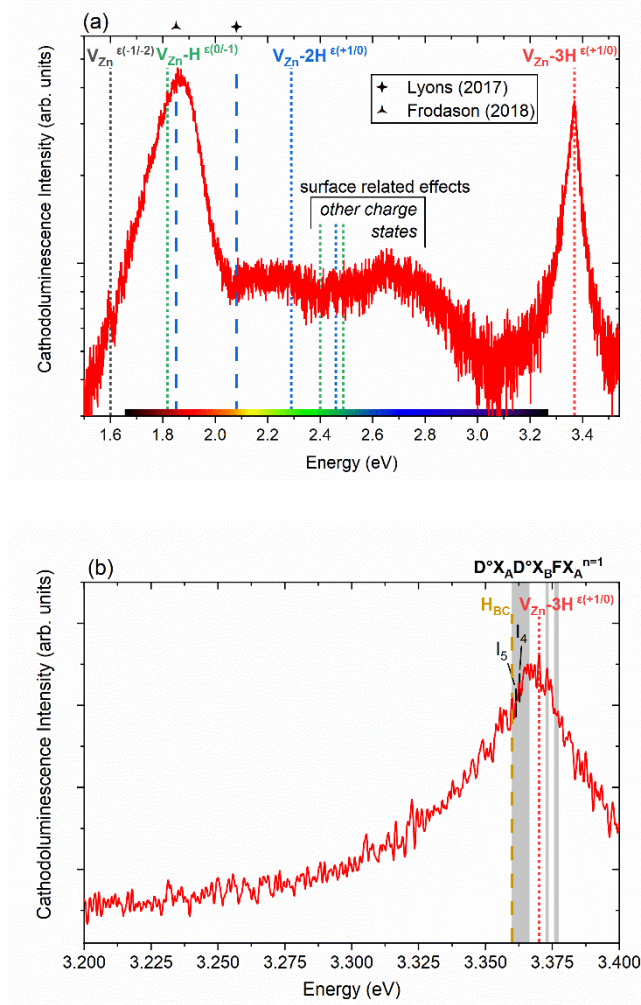 (a)
V_Zn^ε(-1/-2) V_Zn-H^ε(0/-1) V_Zn-2H^ε(+1/0) V_Zn-3H^ε(+1/0)
Lyons (2017)
Frodason (2018)
surface related effects
other charge
states
Cathodoluminescence Intensity (arb. units)
1.6 1.8 2.0 2.2 2.4 2.6 2.8 3.0 3.2 3.4
Energy (eV)
(b)
D°X_A D°X_B FX_A^n=1
H_BC V_Zn-3H^ε(+1/0)
I_4
I_5
Cathodoluminescence Intensity (arb. units)
3.200 3.225 3.250 3.275 3.300 3.325 3.350 3.375 3.400
Energy (eV)